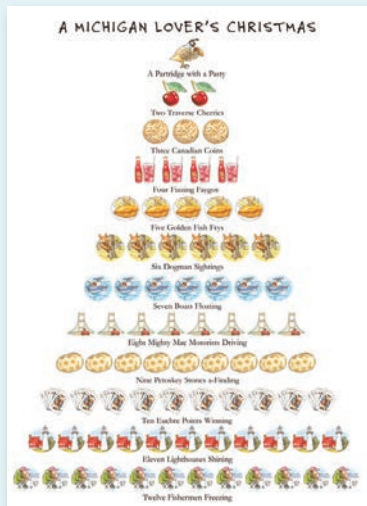 A MICHIGAN LOVER'S CHRISTMAS
A Partridge with a Pasty
Two Traverse Cherries
Three Canadian Coins
Four Fizzing Faygos
Five Golden Fish Frys
Six Dogman Sightings
Seven Boats Floating
Eight Mighty Mac Motorists Driving
Nine Petoskey Stones a-Finding
Ten Euchre Points Winning
Eleven Lighthouses Shining
Twelve Fishermen Freezing